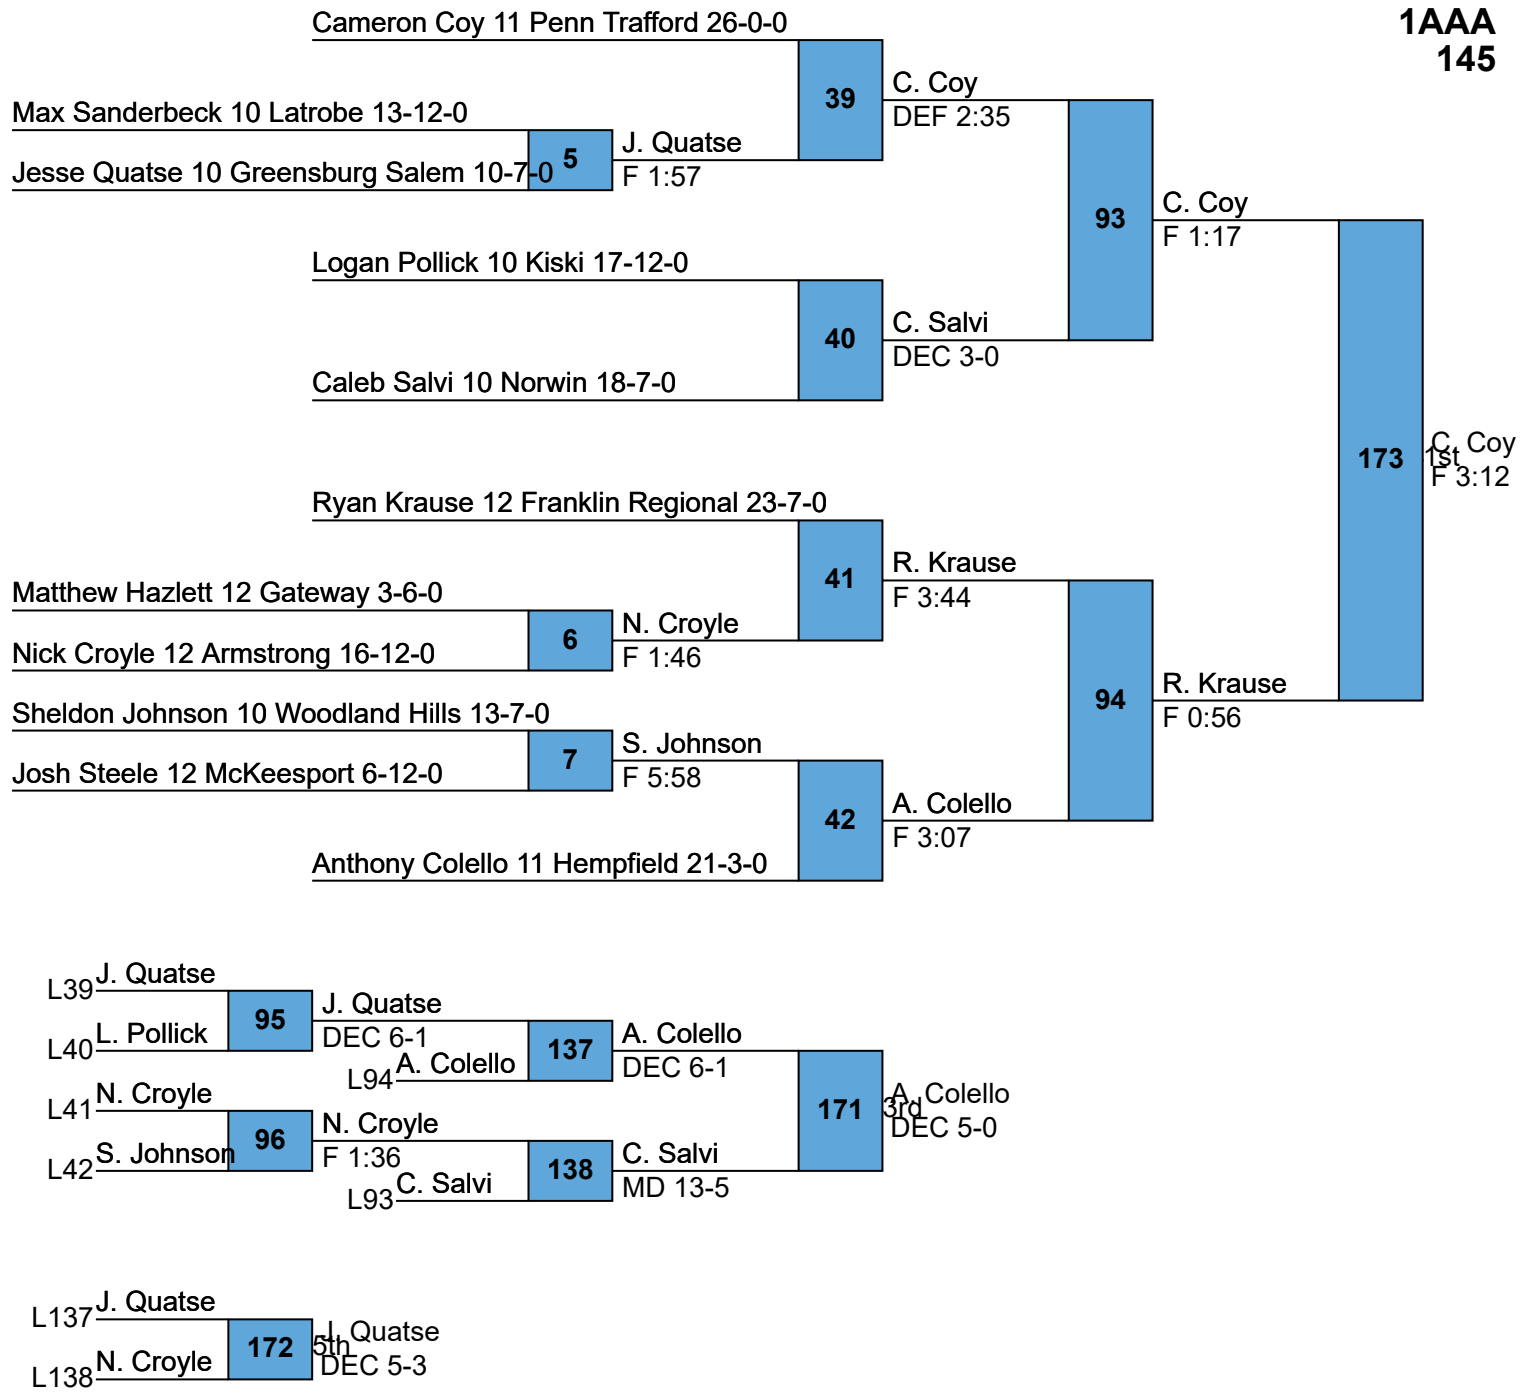 1AAA
145
Cameron Coy 11 Penn Trafford 26-0-0
39
C. Coy
DEF 2:35
Max Sanderbeck 10 Latrobe 13-12-0
5
J. Quatse
F 1:57
Jesse Quatse 10 Greensburg Salem 10-7-0
93
C. Coy
F 1:17
Logan Pollick 10 Kiski 17-12-0
40
C. Salvi
DEC 3-0
Caleb Salvi 10 Norwin 18-7-0
173
C. Coy
1st
F 3:12
Ryan Krause 12 Franklin Regional 23-7-0
41
R. Krause
F 3:44
Matthew Hazlett 12 Gateway 3-6-0
6
N. Croyle
F 1:46
Nick Croyle 12 Armstrong 16-12-0
94
R. Krause
F 0:56
Sheldon Johnson 10 Woodland Hills 13-7-0
7
S. Johnson
F 5:58
Josh Steele 12 McKeesport 6-12-0
42
A. Colello
F 3:07
Anthony Colello 11 Hempfield 21-3-0
L39 J. Quatse
95
J. Quatse
DEC 6-1
L40 L. Pollick
L94 A. Colello
137
A. Colello
DEC 6-1
L41 N. Croyle
96
N. Croyle
F 1:36
L42 S. Johnson
L93 C. Salvi
138
C. Salvi
MD 13-5
171
A. Colello
3rd
DEC 5-0
L137 J. Quatse
172
J. Quatse
5th
DEC 5-3
L138 N. Croyle